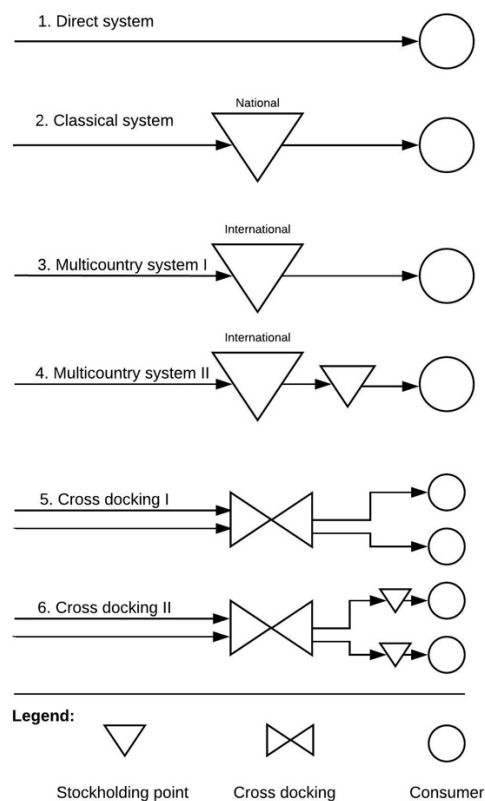 1. Direct system
National
2. Classical system
International
3. Multicountry system I
International
4. Multicountry system II
5. Cross docking I
6. Cross docking II
Legend:
Stockholding point
Cross docking
Consumer